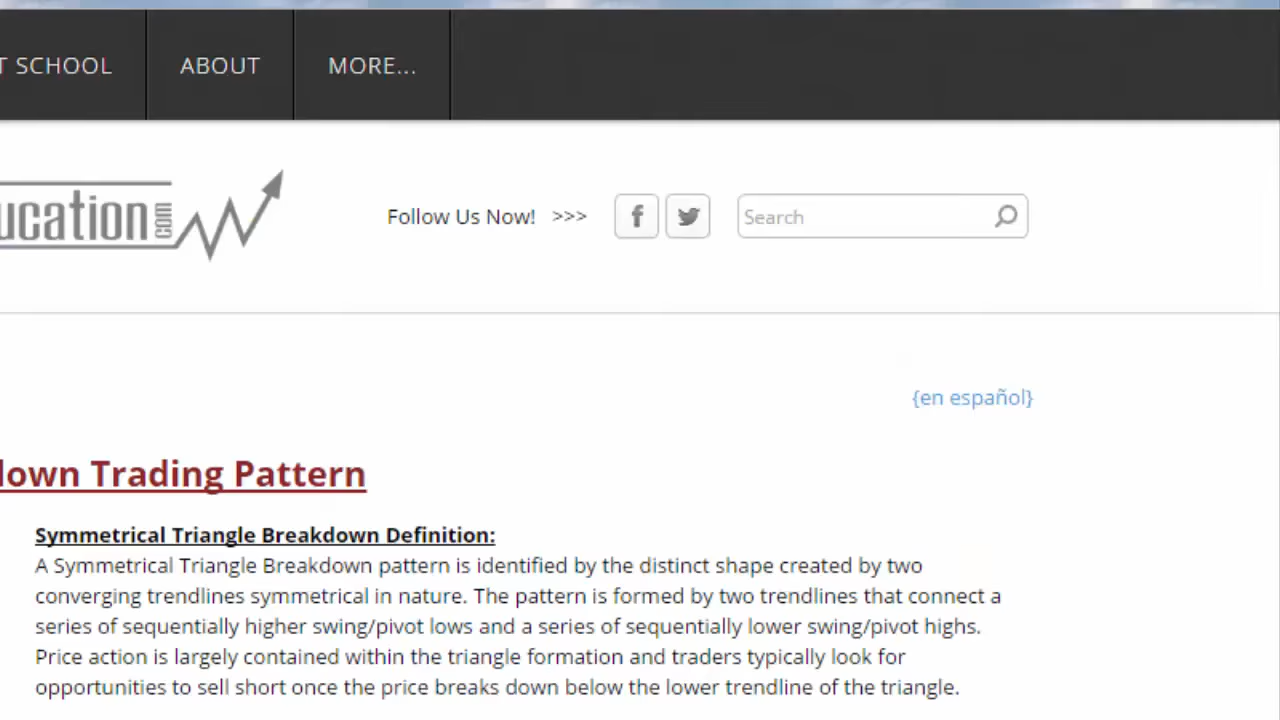 T SCHOOL ABOUT MORE...
ucation.com
Follow Us Now! >>> Search
{en español}
down Trading Pattern
Symmetrical Triangle Breakdown Definition:
A Symmetrical Triangle Breakdown pattern is identified by the distinct shape created by two
converging trendlines symmetrical in nature. The pattern is formed by two trendlines that connect a
series of sequentially higher swing/pivot lows and a series of sequentially lower swing/pivot highs.
Price action is largely contained within the triangle formation and traders typically look for
opportunities to sell short once the price breaks down below the lower trendline of the triangle.